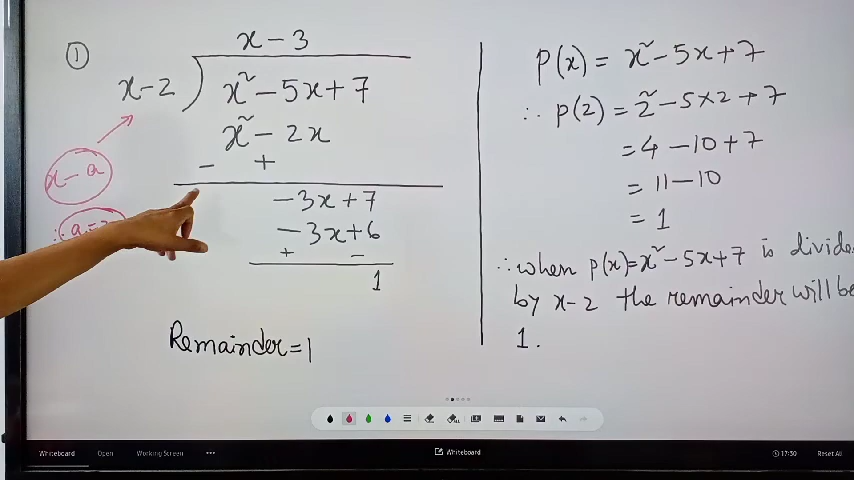 ①
x-3
x-2 ) x²-5x+7
x²-2x
- +
-3x+7
-3x+6
+ -
1
Remainder=1
x-a
∴ a=2
P(x)= x²-5x+7
∴ p(2)=2²-5×2+7
=4-10+7
=11-10
=1
∴when p(x)=x²-5x+7 is divide
by x-2 the remainder will be
1.
Whiteboard
Open
Working Screen
Whiteboard
17:30
Reset All